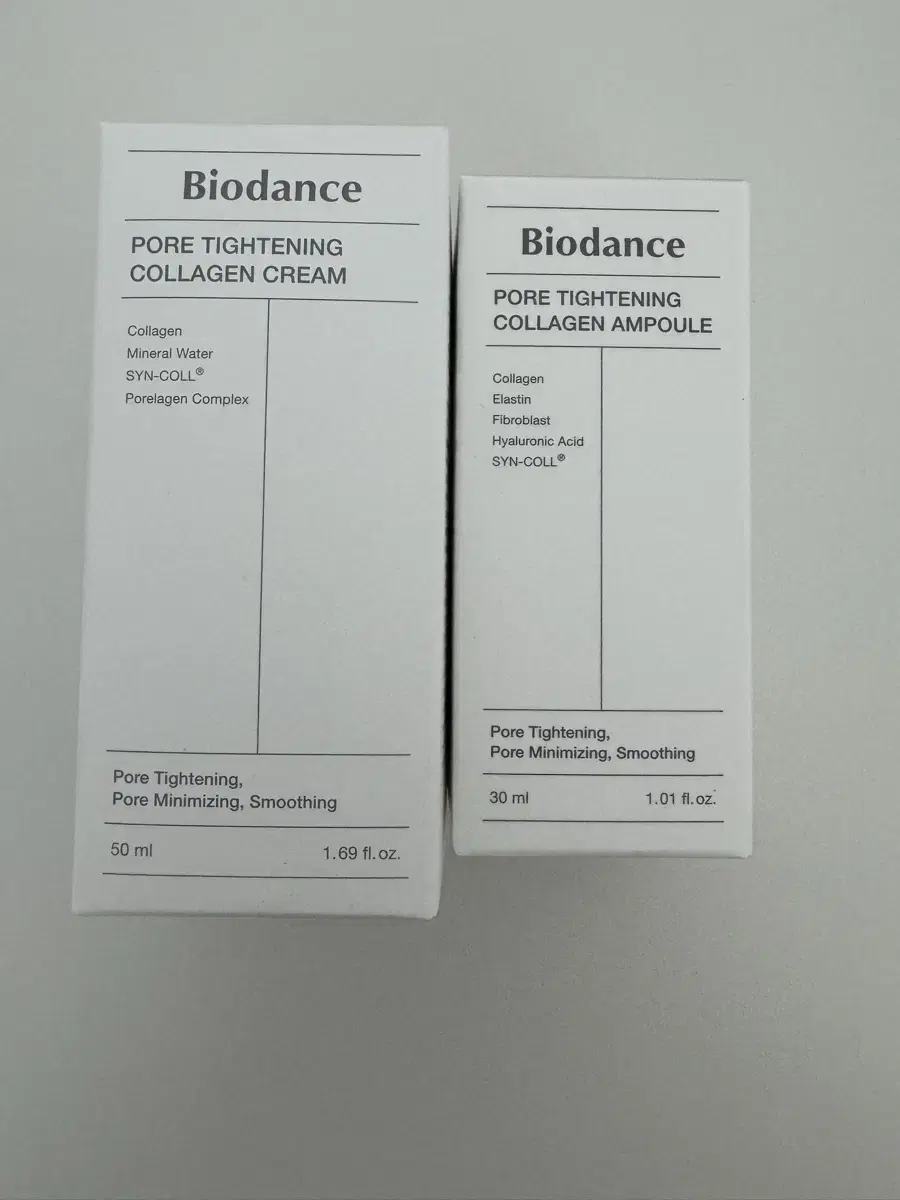 Biodance
PORE TIGHTENING
COLLAGEN CREAM
Collagen
Mineral Water
SYN-COLL®
Porelagen Complex
Pore Tightening,
Pore Minimizing, Smoothing
50 ml 1.69 fl.oz.
Biodance
PORE TIGHTENING
COLLAGEN AMPOULE
Collagen
Elastin
Fibroblast
Hyaluronic Acid
SYN-COLL®
Pore Tightening,
Pore Minimizing, Smoothing
30 ml 1.01 fl.oz.